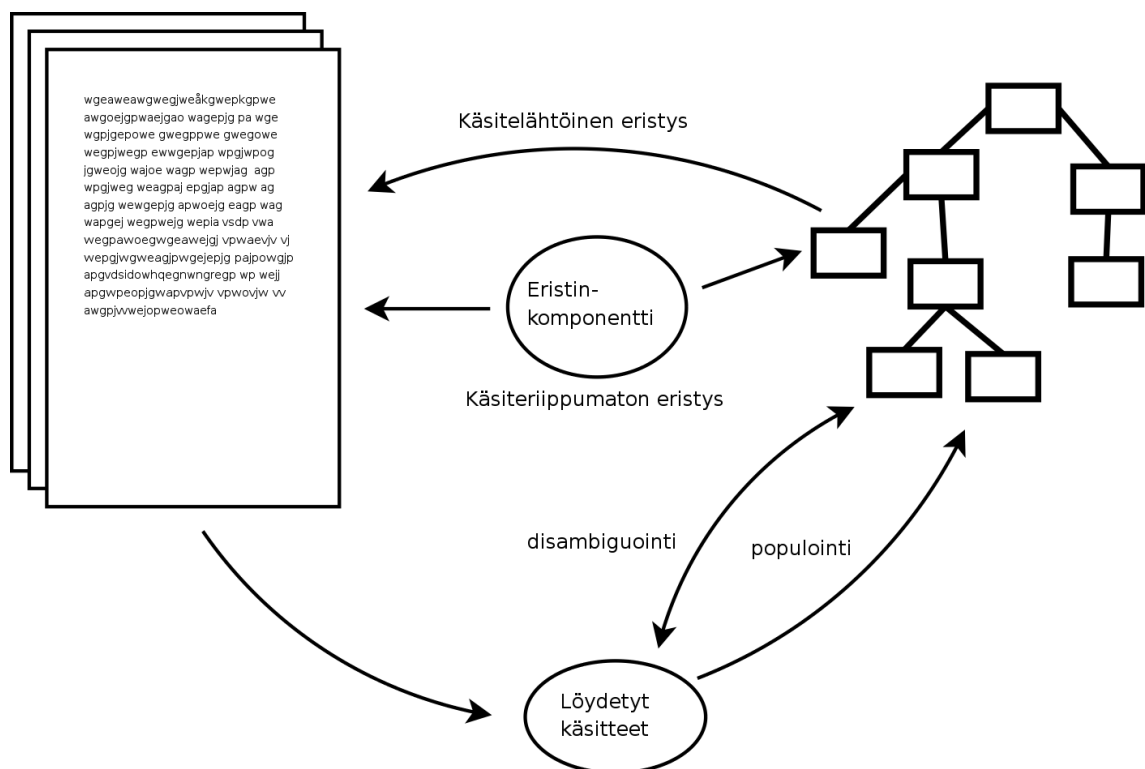 wgeaweawgwegjweåkgwepkgpwe
awgoejgpwaejgao wagepjg pa wge
wgpjgepowe gwegppwe gwegowe
wegpjwegp ewwgepjap wpgjwpog
jgweojg wajoe wagp wepwjag agp
wpgjweg weagpaj epgjap agpw ag
agpjg wewgepjg apwoejg eagp wag
wapgej wegpwejg wepia vsdp vwa
wegpawoegwgeawejgj vpwaevjv vj
wepgjwgweagjpwgejepjg pajpowgjp
apgvdsidowhqegnwngregp wp wejj
apgwpeopjgwapvpwjv vpwovjw vv
awgpjvvwejopweowaefa
Käsitelähtöinen eristys
Eristin-
komponentti
Käsiteriippumaton eristys
disambiguointi
populointi
Löydetyt
käsitteet